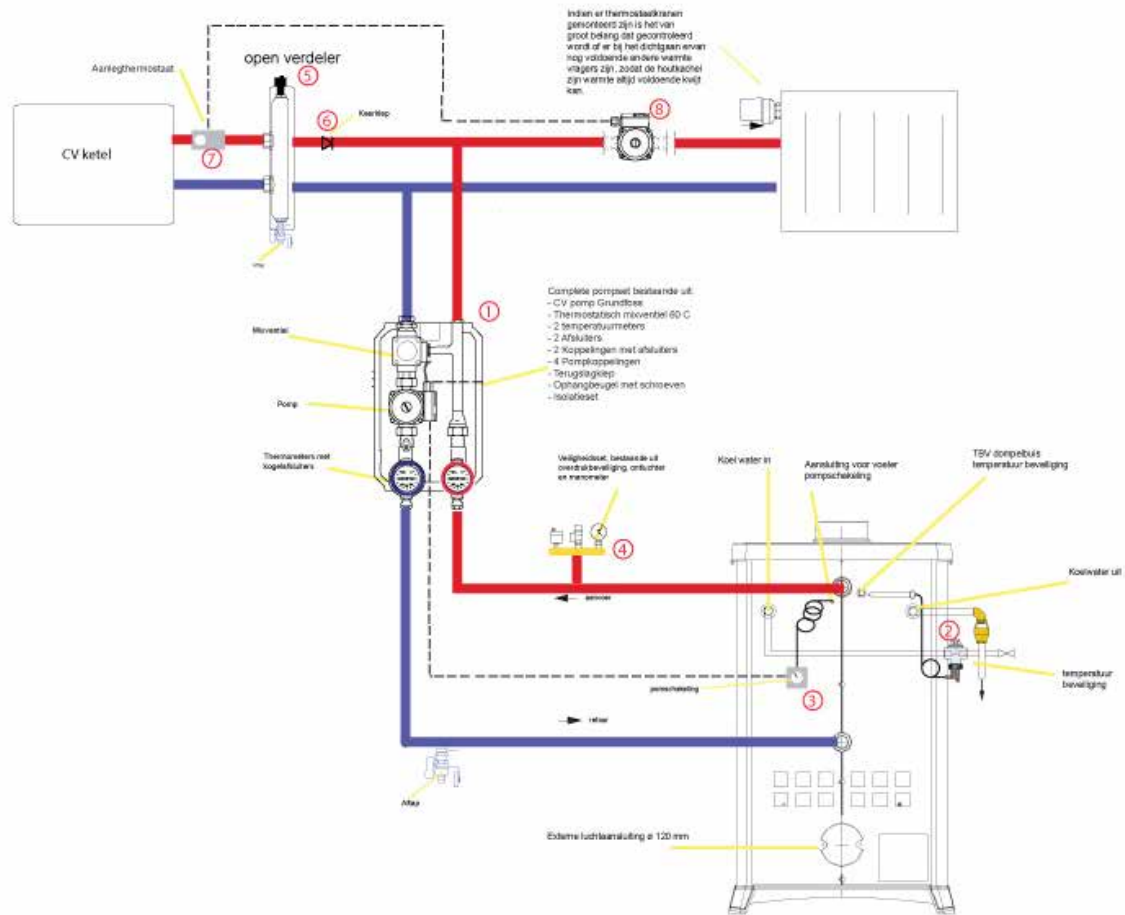 Indien er thermostaatkranen
gemonteerd zijn is het van
groot belang dat gecontroleerd
wordt of er bij het dichtgaan ervan
nog voldoende andere warmte
vragers zijn, zodat de houtkachel
zijn warmte altijd voldoende kwijt
kan.
open verdeler
Aanlegthermostaat
5
8
6
Keerklep
CV ketel
7
1
Complete pompset bestaande uit:
- CV pomp Grundfoss
- Thermostatisch mixventiel 60 C
- 2 temperatuurmeters
- 2 Afsluiters
- 2 Koppelingen met afsluiters
- 4 Pompkoppelingen
- Terugslagklep
- Ophangbeugel met schroeven
- Isolatieset
Mixventiel
Pomp
Thermometers met
kogelafsluiters
Veiligheidsset, bestaande uit
overdrukbeveiliging, ontluchter
en manometer
Koel water in
Aansluiting voor voeler
pompschakeling
TBV dompelbuis
temperatuur beveiliging
4
Koelwater uit
aanvoer
2
temperatuur
beveiliging
pompschakeling
3
retour
Aftap
Externe luchtaansluiting ø 120 mm